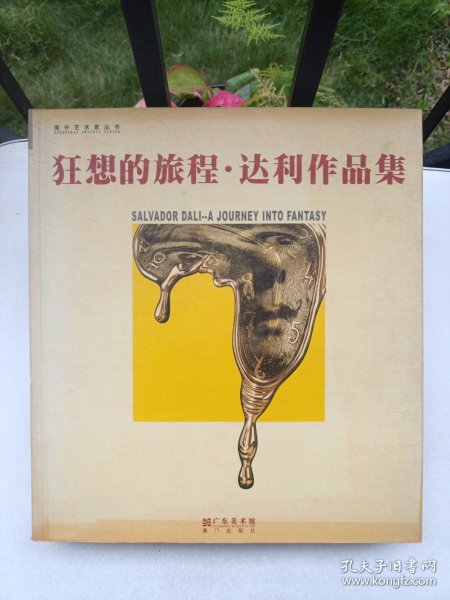 国外艺术家丛书
OVERSEAS ARTISTS SERIES
狂想的旅程·达利作品集
SALVADOR DALI--A JOURNEY INTO FANTASY
广东美术馆
澳门出版社
孔夫子旧书网
www.kongfz.com